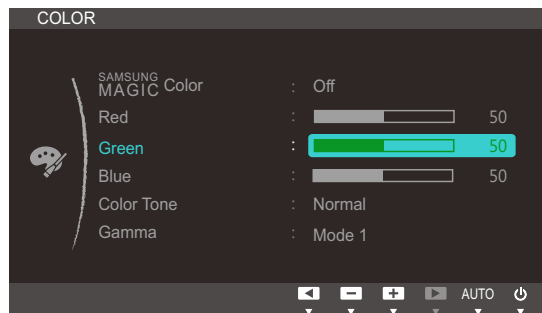 COLOR
SAMSUNG MAGIC Color : Off
Red : 50
Green : 50
Blue : 50
Color Tone : Normal
Gamma : Mode 1
AUTO